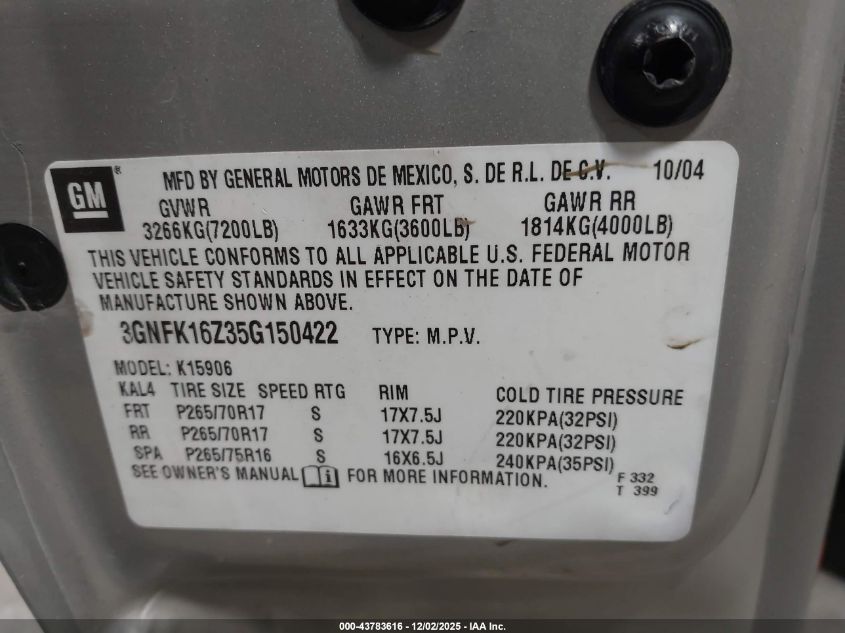 GM ® MFD BY GENERAL MOTORS DE MEXICO, S. DE R.L. DE C.V. 10/04
GVWR GAWR FRT GAWR RR
3266KG(7200LB) 1633KG(3600LB) 1814KG(4000LB)
THIS VEHICLE CONFORMS TO ALL APPLICABLE U.S. FEDERAL MOTOR
VEHICLE SAFETY STANDARDS IN EFFECT ON THE DATE OF
MANUFACTURE SHOWN ABOVE.
3GNFK16Z35G150422 TYPE: M.P.V.
MODEL: K15906
KAL4 TIRE SIZE SPEED RTG RIM COLD TIRE PRESSURE
FRT P265/70R17 S 17X7.5J 220KPA(32PSI)
RR P265/70R17 S 17X7.5J 220KPA(32PSI)
SPA P265/75R16 S 16X6.5J 240KPA(35PSI)
SEE OWNER'S MANUAL i FOR MORE INFORMATION.
F 332
T 399
000-43783616 - 12/02/2025 - IAA Inc.